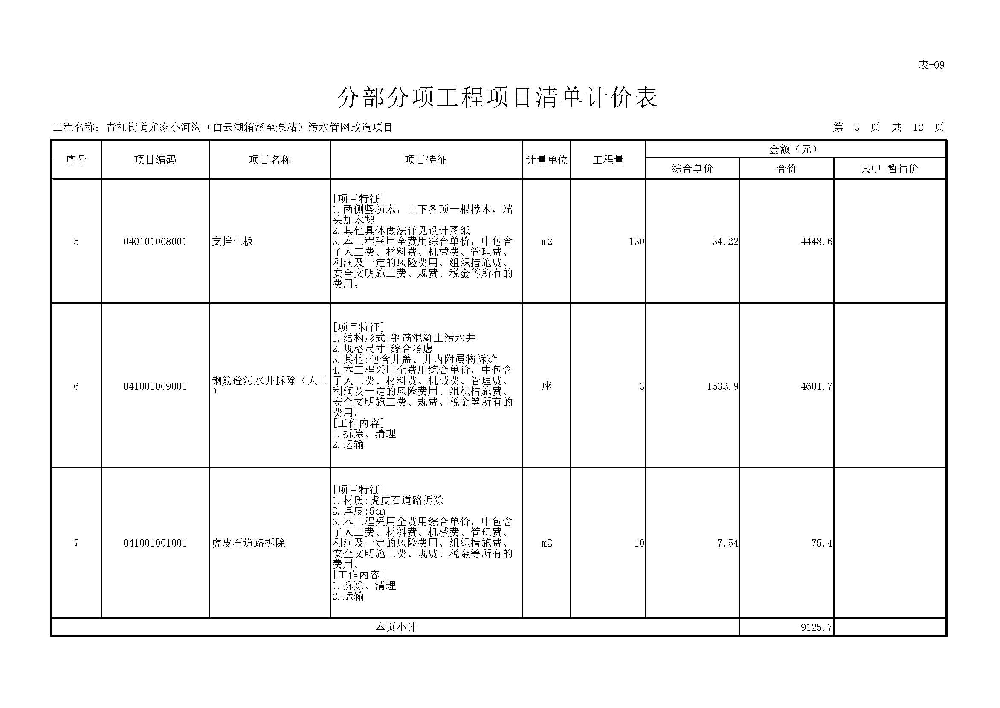 表-09
分部分项工程项目清单计价表
工程名称：青杠街道龙家小河沟（白云湖箱涵至泵站）污水管网改造项目
第 3 页 共 12 页
序号
项目编码
项目名称
项目特征
计量单位
工程量
金额（元）
综合单价
合价
其中:暂估价
5
040101008001
支挡土板
[项目特征]
1.两侧竖枋木，上下各顶一根撑木，端
头加木契
2.其他具体做法详见设计图纸
3.本工程采用全费用综合单价，中包含
了人工费、材料费、机械费、管理费、
利润及一定的风险费用、组织措施费、
安全文明施工费、规费、税金等所有的
费用。
m2
130
34.22
4448.6
6
041001009001
钢筋砼污水井拆除（人工
）
[项目特征]
1.结构形式:钢筋混凝土污水井
2.规格尺寸:综合考虑
3.其他:包含井盖、井内附属物拆除
4.本工程采用全费用综合单价，中包含
了人工费、材料费、机械费、管理费、
利润及一定的风险费用、组织措施费、
安全文明施工费、规费、税金等所有的
费用。
[工作内容]
1.拆除、清理
2.运输
座
3
1533.9
4601.7
7
041001001001
虎皮石道路拆除
[项目特征]
1.材质:虎皮石道路拆除
2.厚度:5cm
3.本工程采用全费用综合单价，中包含
了人工费、材料费、机械费、管理费、
利润及一定的风险费用、组织措施费、
安全文明施工费、规费、税金等所有的
费用。
[工作内容]
1.拆除、清理
2.运输
m2
10
7.54
75.4
本页小计
9125.7